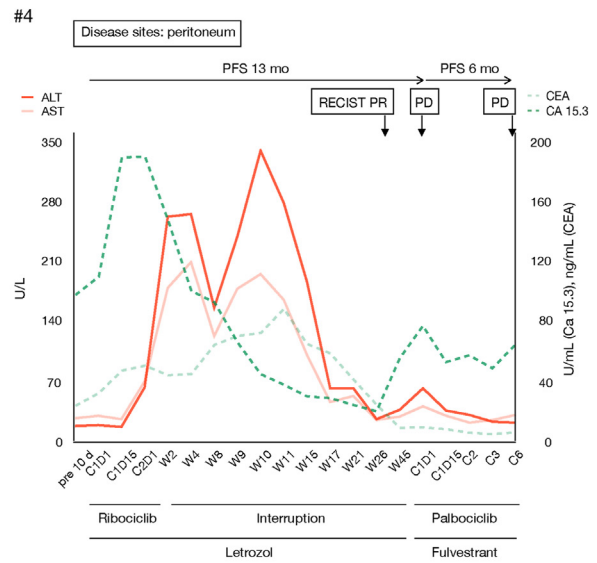 #4
Disease sites: peritoneum
PFS 13 mo
PFS 6 mo
RECIST PR
PD
PD
ALT
AST
CEA
CA 15.3
350
280
210
140
70
0
U/L
200
160
120
80
40
0
U/mL (Ca 15.3), ng/mL (CEA)
pre 10 d
C1D1
C1D15
C2D1
W2
W4
W8
W9
W10
W11
W15
W17
W21
W26
W45
C1D1
C1D15
C2
C3
C6
Ribociclib
Interruption
Palbociclib
Letrozol
Fulvestrant